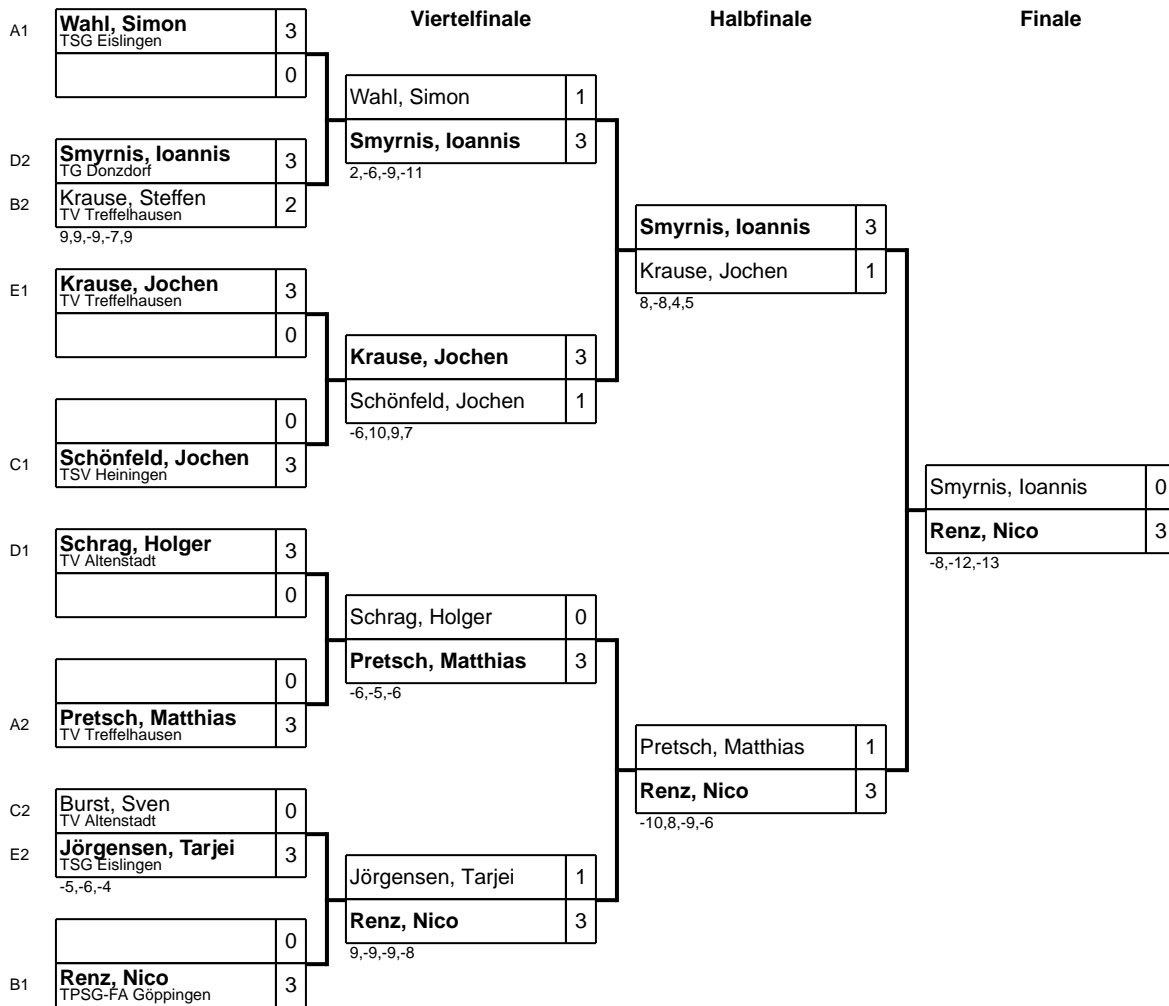 Viertelfinale
Halbfinale
Finale
A1
Wahl, Simon 3
TSG Eislingen
0
D2
Smyrnis, Ioannis 3
TG Donzdorf
B2
Krause, Steffen 2
TV Treffelhausen
9,9,-9,-7,9
E1
Krause, Jochen 3
TV Treffelhausen
0
0
C1
Schönfeld, Jochen 3
TSV Heiningen
D1
Schrag, Holger 3
TV Altenstadt
0
0
A2
Pretsch, Matthias 3
TV Treffelhausen
C2
Burst, Sven 0
TV Altenstadt
E2
Jörgensen, Tarjei 3
TSG Eislingen
-5,-6,-4
0
B1
Renz, Nico 3
TPSG-FA Göppingen
Wahl, Simon 1
Smyrnis, Ioannis 3
2,-6,-9,-11
Krause, Jochen 3
Schönfeld, Jochen 1
-6,10,9,7
Schrag, Holger 0
Pretsch, Matthias 3
-6,-5,-6
Jörgensen, Tarjei 1
Renz, Nico 3
9,-9,-9,-8
Smyrnis, Ioannis 3
Krause, Jochen 1
8,-8,4,5
Pretsch, Matthias 1
Renz, Nico 3
-10,8,-9,-6
Smyrnis, Ioannis 0
Renz, Nico 3
-8,-12,-13